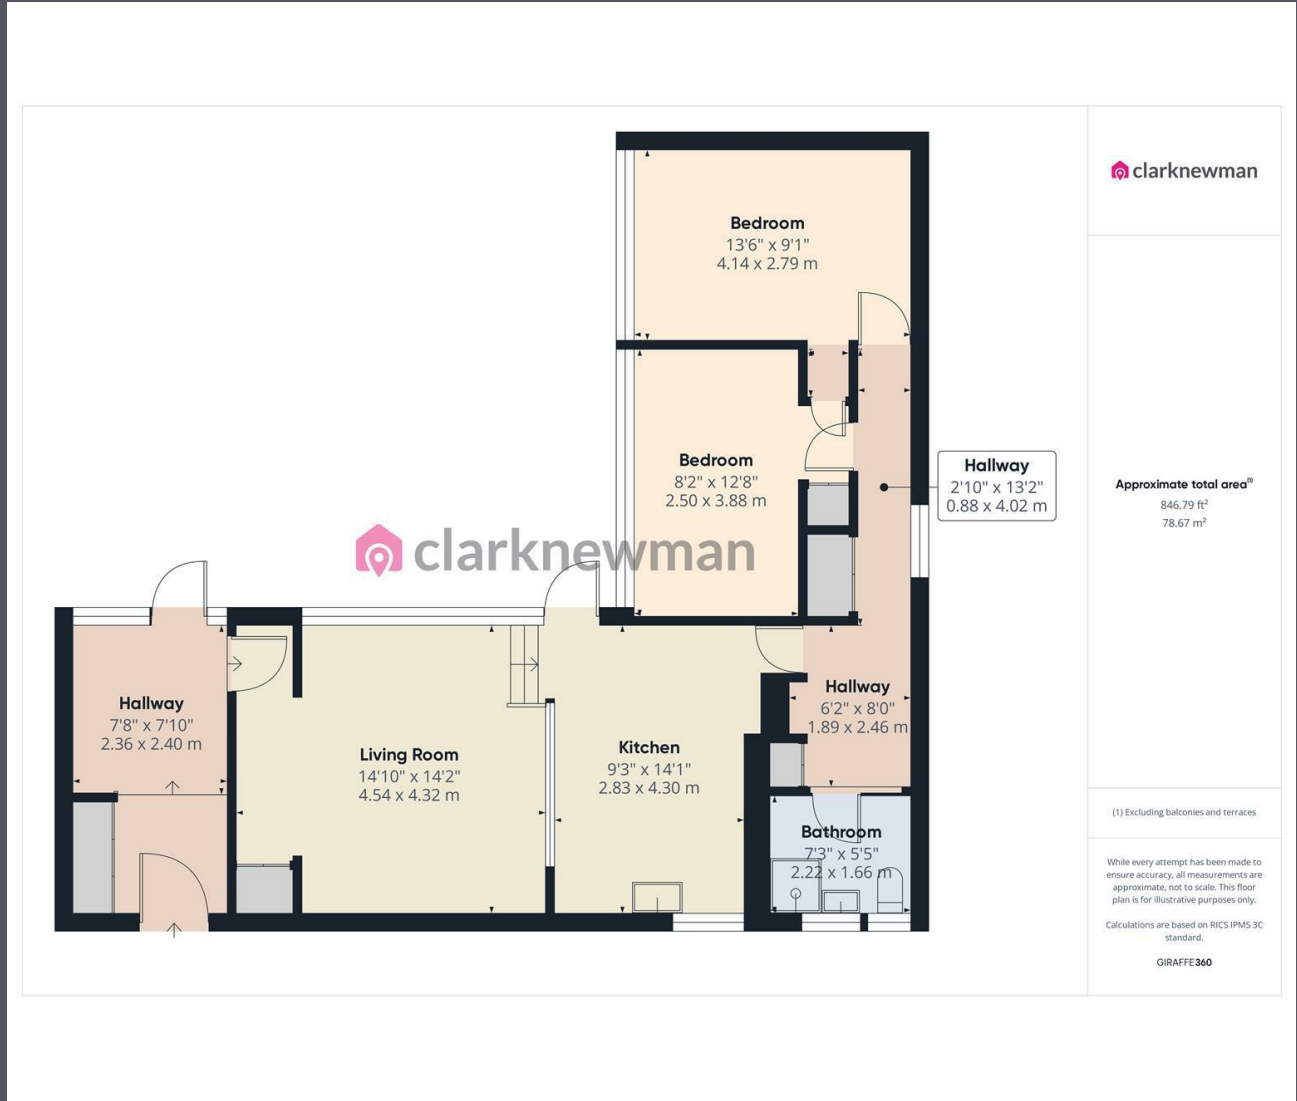 clarknewman
Bedroom
13'6" x 9'1"
4.14 x 2.79 m
Bedroom
8'2" x 12'8"
2.50 x 3.88 m
Hallway
2'10" x 13'2"
0.88 x 4.02 m
clarknewman
Hallway
7'8" x 7'10"
2.36 x 2.40 m
Living Room
14'10" x 14'2"
4.54 x 4.32 m
Kitchen
9'3" x 14'1"
2.83 x 4.30 m
Hallway
6'2" x 8'0"
1.89 x 2.46 m
Bathroom
7'3" x 5'5"
2.22 x 1.66 m
Approximate total area(1)
846.79 ft²
78.67 m²
(1) Excluding balconies and terraces
While every attempt has been made to
ensure accuracy, all measurements are
approximate, not to scale. This floor
plan is for illustrative purposes only.
Calculations are based on RICS IPMS 3C
standard.
GIRAFFE360